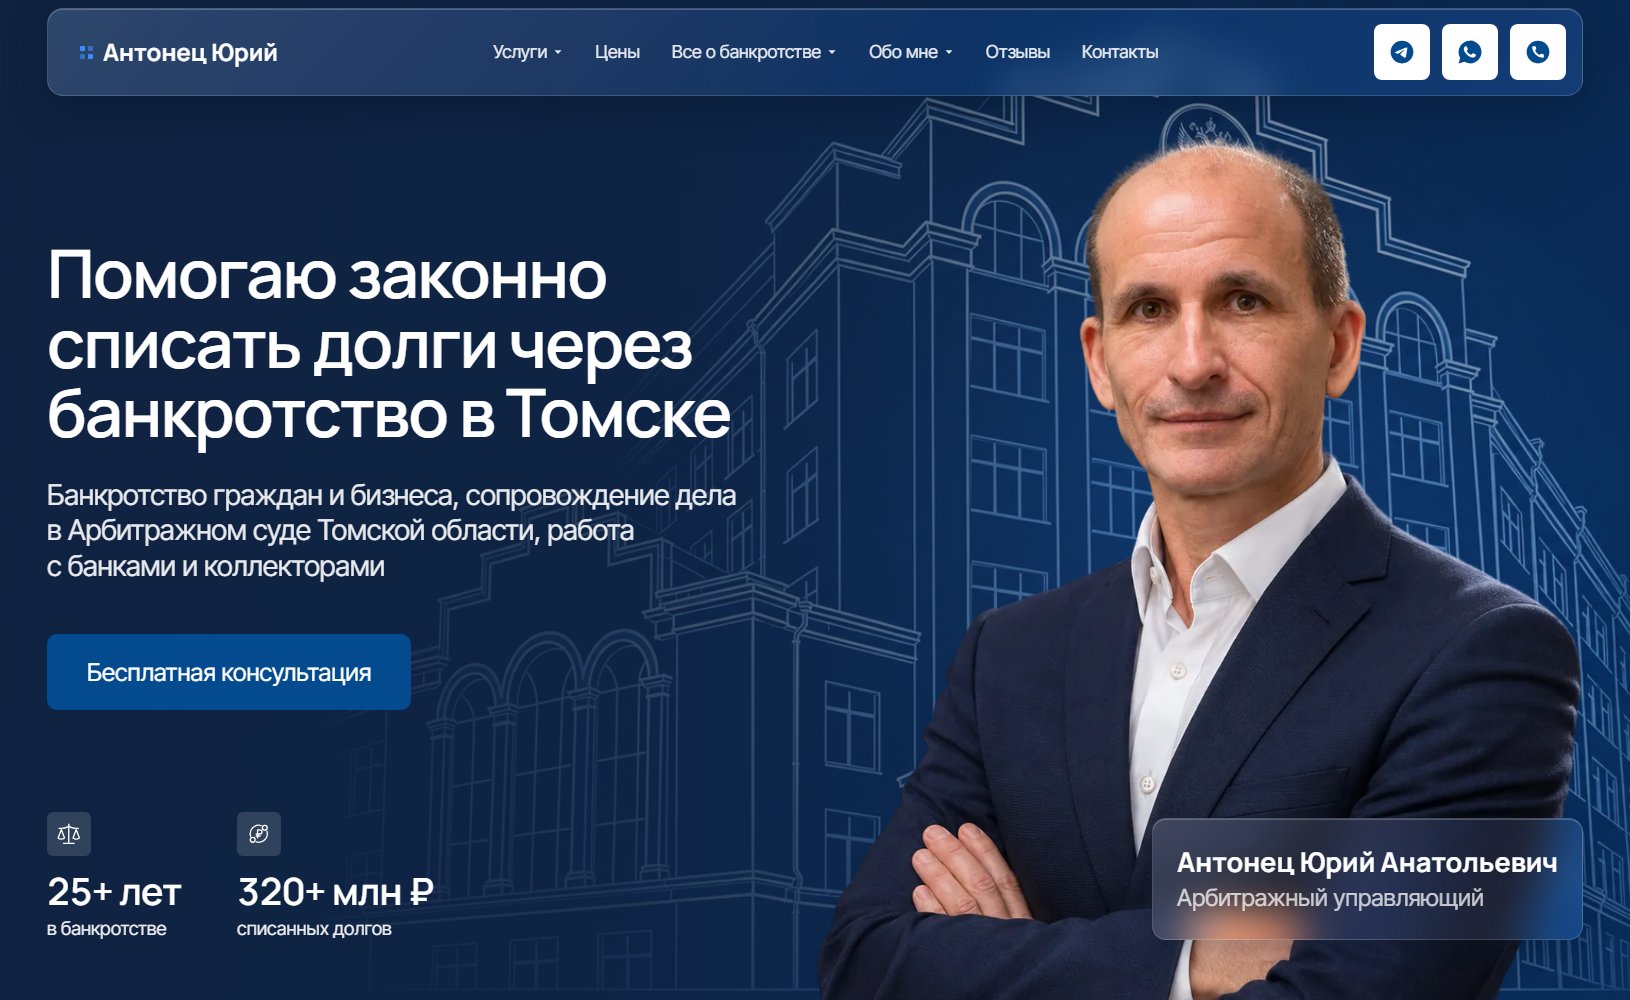 Антонец Юрий
Услуги
Цены
Все о банкротстве
Обо мне
Отзывы
Контакты
Помогаю законно
списать долги через
банкротство в Томске
Банкротство граждан и бизнеса, сопровождение дела
в Арбитражном суде Томской области, работа
с банками и коллекторами
Бесплатная консультация
25+ лет
в банкротстве
320+ млн ₽
списанных долгов
Антонец Юрий Анатольевич
Арбитражный управляющий